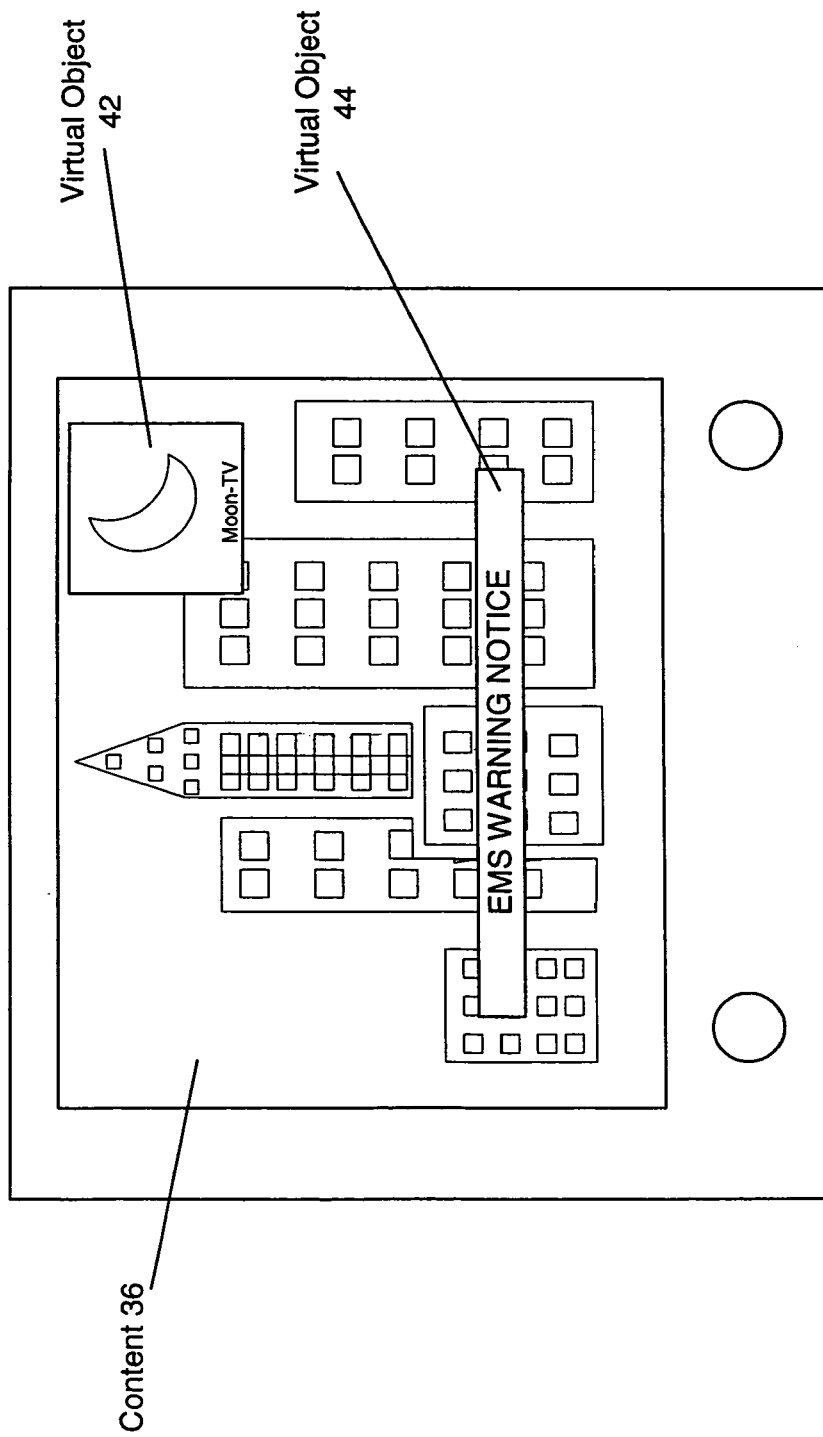 Virtual Object
42
Virtual Object
44
Content 36
Moon-TV
EMS WARNING NOTICE